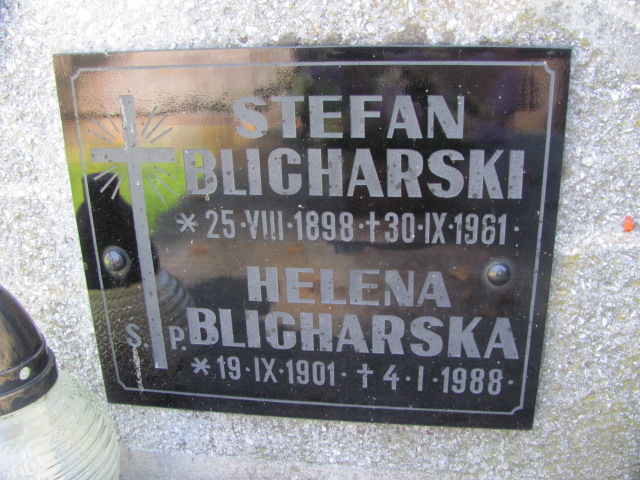 STEFAN
BLICHARSKI
*25·VIII·1898·†30·IX·1961·
HELENA
Ś.P. BLICHARSKA
*19·IX·1901·†4·I·1988·